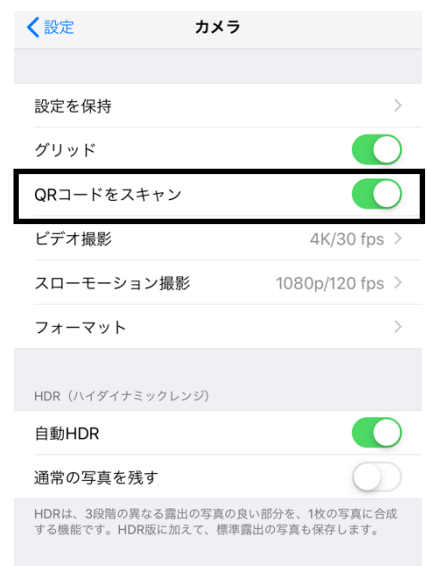 設定 カメラ
設定を保持
グリッド
QRコードをスキャン
ビデオ撮影 4K/30 fps
スローモーション撮影 1080p/120 fps
フォーマット
HDR（ハイダイナミックレンジ）
自動HDR
通常の写真を残す
HDRは、3段階の異なる露出の写真の良い部分を、1枚の写真に合成
する機能です。HDR版に加えて、標準露出の写真も保存します。